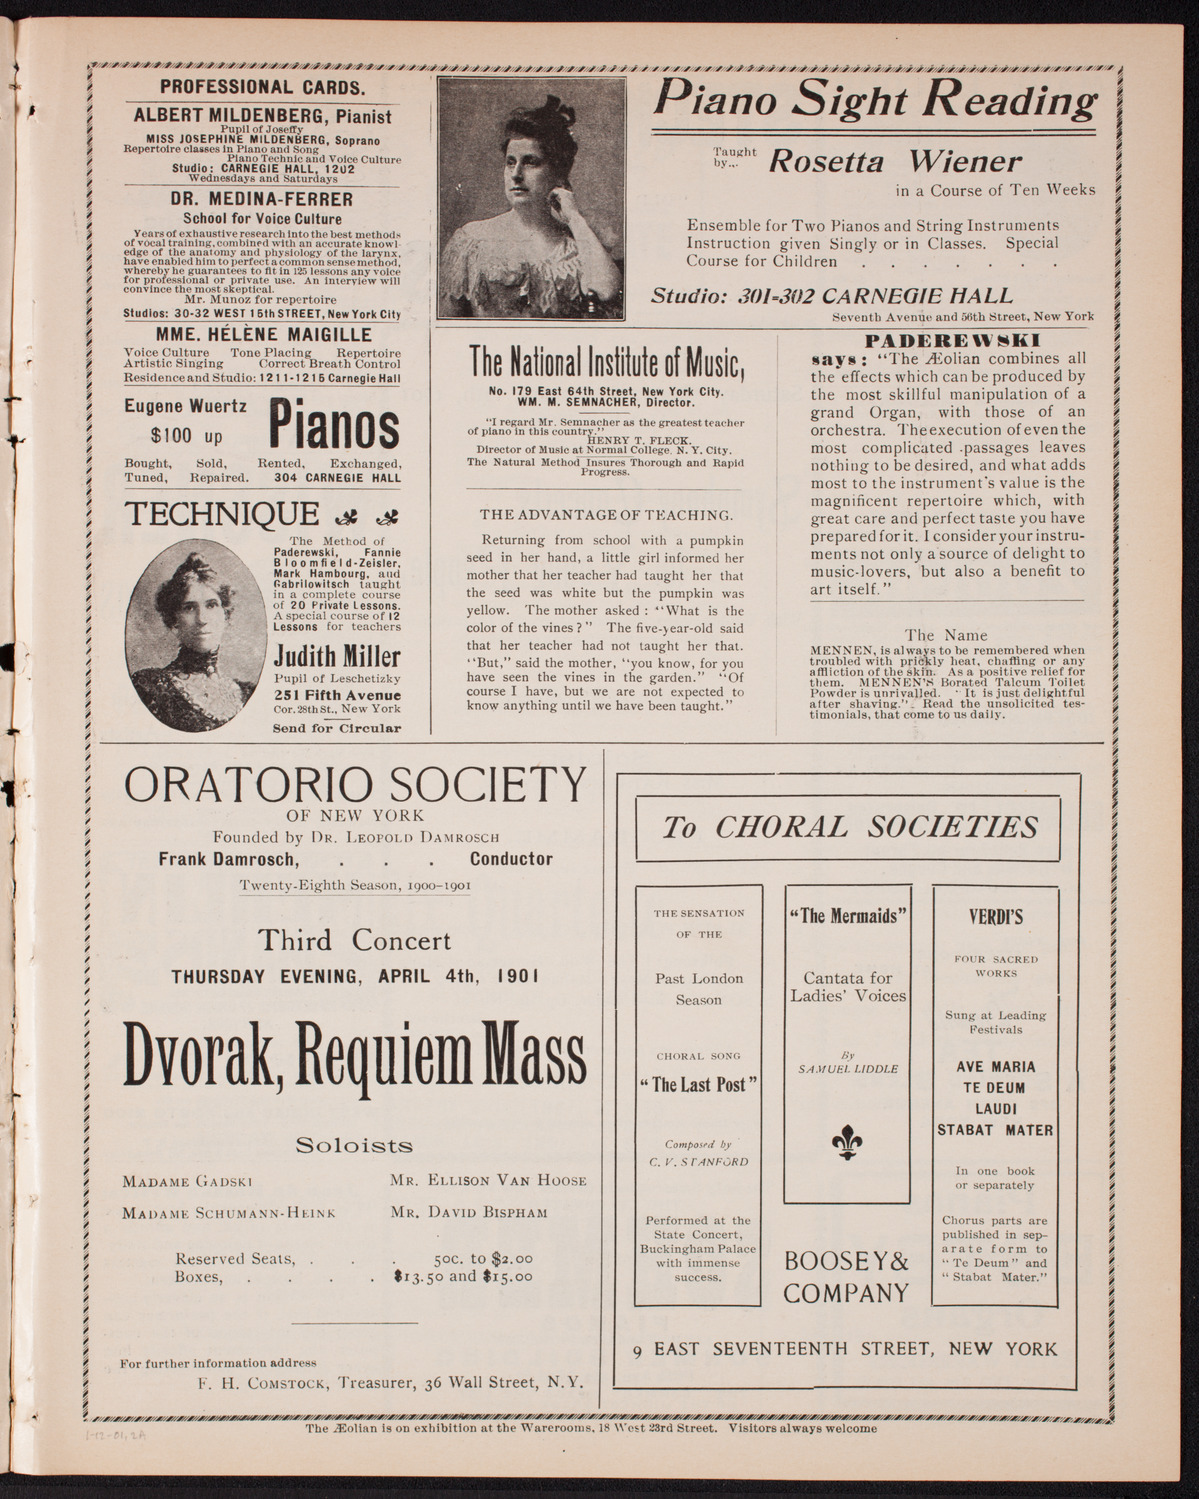 PROFESSIONAL CARDS.
ALBERT MILDENBERG, Pianist
Pupil of Joseffy
MISS JOSEPHINE MILDENBERG, Soprano
Repertoire classes in Piano and Song
Piano Technic and Voice Culture
Studio: CARNEGIE HALL, 1202
Wednesdays and Saturdays
DR. MEDINA-FERRER
School for Voice Culture
Years of exhaustive research into the best methods
of vocal training, combined with an accurate knowl-
edge of the anatomy and physiology of the larynx,
have enabled him to perfect a common sense method,
whereby he guarantees to fit in 125 lessons any voice
for professional or private use. An interview will
convince the most skeptical.
Mr. Munoz for repertoire
Studios: 30-32 WEST 15th STREET, New York City
MME. HÉLÈNE MAIGILLE
Voice Culture Tone Placing Repertoire
Artistic Singing Correct Breath Control
Residence and Studio: 1211-1215 Carnegie Hall
Eugene Wuertz
$100 up
Pianos
Bought, Sold, Rented, Exchanged,
Tuned, Repaired. 304 CARNEGIE HALL
TECHNIQUE
The Method of
Paderewski, Fannie
Bloomfield-Zeisler,
Mark Hambourg, and
Gabrilowitsch taught
in a complete course
of 20 Private Lessons.
A special course of 12
Lessons for teachers
Judith Miller
Pupil of Leschetizky
251 Fifth Avenue
Cor. 28th St., New York
Send for Circular
Piano Sight Reading
Taught
by...
Rosetta Wiener
in a Course of Ten Weeks
Ensemble for Two Pianos and String Instruments
Instruction given Singly or in Classes. Special
Course for Children . . . . . . .
Studio: 301=302 CARNEGIE HALL
Seventh Avenue and 56th Street, New York
The National Institute of Music,
No. 179 East 64th Street, New York City.
WM. M. SEMNACHER, Director.
"I regard Mr. Semnacher as the greatest teacher
of piano in this country."
HENRY T. FLECK.
Director of Music at Normal College, N. Y. City.
The Natural Method Insures Thorough and Rapid
Progress.
THE ADVANTAGE OF TEACHING.
Returning from school with a pumpkin
seed in her hand, a little girl informed her
mother that her teacher had taught her that
the seed was white but the pumpkin was
yellow. The mother asked: "What is the
color of the vines?" The five-year-old said
that her teacher had not taught her that.
"But," said the mother, "you know, for you
have seen the vines in the garden." "Of
course I have, but we are not expected to
know anything until we have been taught."
PADEREWSKI
says: "The Æolian combines all
the effects which can be produced by
the most skillful manipulation of a
grand Organ, with those of an
orchestra. The execution of even the
most complicated passages leaves
nothing to be desired, and what adds
most to the instrument's value is the
magnificent repertoire which, with
great care and perfect taste you have
prepared for it. I consider your instru-
ments not only a source of delight to
music-lovers, but also a benefit to
art itself."
The Name
MENNEN, is always to be remembered when
troubled with prickly heat, chafing or any
affliction of the skin. As a positive relief for
them. MENNEN'S Borated Talcum Toilet
Powder is unrivalled. "It is just delightful
after shaving." Read the unsolicited tes-
timonials, that come to us daily.
ORATORIO SOCIETY
OF NEW YORK
Founded by DR. LEOPOLD DAMROSCH
Frank Damrosch, . . . Conductor
Twenty-Eighth Season, 1900-1901
Third Concert
THURSDAY EVENING, APRIL 4th, 1901
Dvorak, Requiem Mass
Soloists
MADAME GADSKI MR. ELLISON VAN HOOSE
MADAME SCHUMANN-HEINK MR. DAVID BISPHAM
Reserved Seats, . . . 50c. to $2.00
Boxes, . . . . $13.50 and $15.00
For further information address
F. H. COMSTOCK, Treasurer, 36 Wall Street, N.Y.
To CHORAL SOCIETIES
THE SENSATION
OF THE
Past London
Season
CHORAL SONG
"The Last Post"
Composed by
C. V. STANFORD
Performed at the
State Concert,
Buckingham Palace
with immense
success.
"The Mermaids"
Cantata for
Ladies' Voices
By
SAMUEL LIDDLE
BOOSEY &
COMPANY
VERDI'S
FOUR SACRED
WORKS
Sung at Leading
Festivals
AVE MARIA
TE DEUM
LAUDI
STABAT MATER
In one book
or separately
Chorus parts are
published in sep-
arate form to
"Te Deum" and
"Stabat Mater."
9 EAST SEVENTEENTH STREET, NEW YORK
The Æolian is on exhibition at the Warerooms, 18 West 23rd Street. Visitors always welcome
1-12-01, 2A